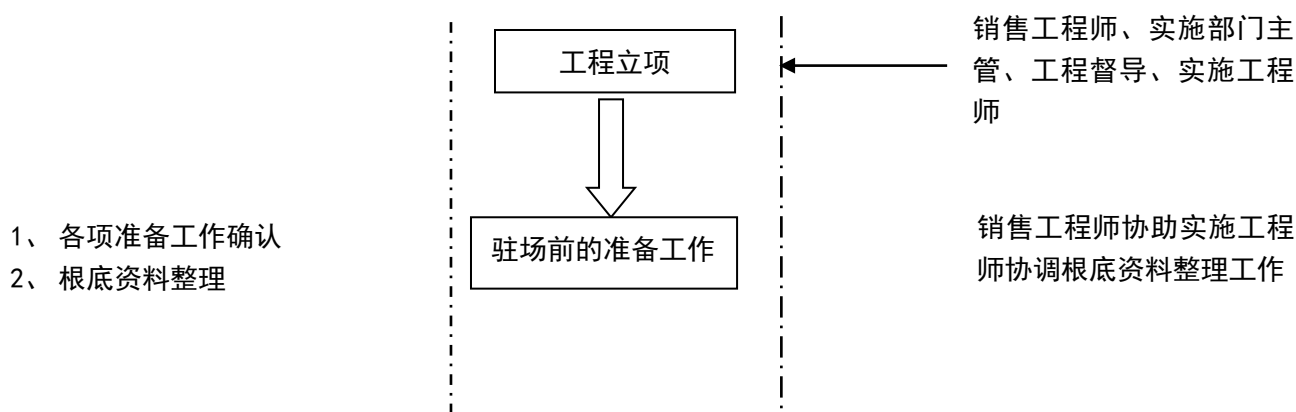 工程立项
销售工程师、实施部门主
管、工程督导、实施工程
师
1、 各项准备工作确认
2、 根底资料整理
驻场前的准备工作
销售工程师协助实施工程
师协调根底资料整理工作